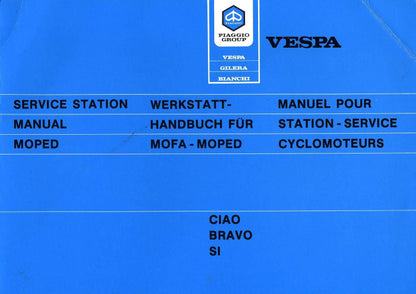 PIAGGIO
GROUP
VESPA
VESPA
GILERA
BIANCHI
SERVICE STATION
MANUAL
MOPED
WERKSTATT-
HANDBUCH FÜR
MOFA-MOPED
MANUEL POUR
STATION-SERVICE
CYCLOMOTEURS
CIAO
BRAVO
SI